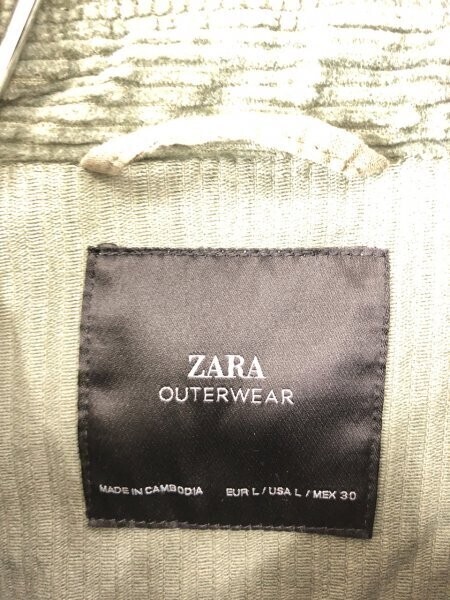 ZARA
OUTERWEAR
MADE IN CAMBODIA EUR L / USA L / MEX 30